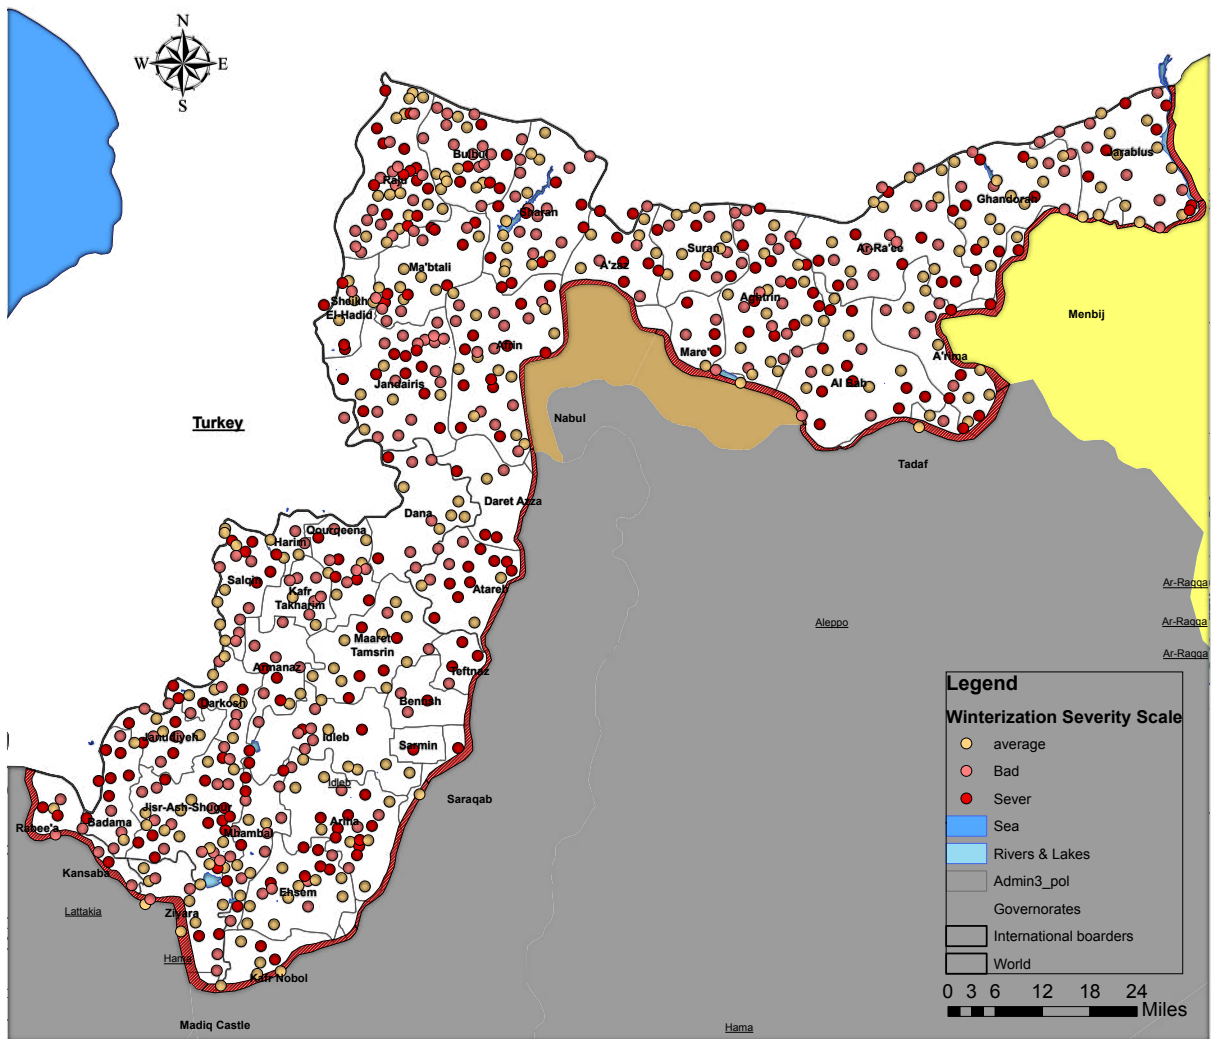 N
W E
S
Jarablus
Bulbul
Raju
Ghandorah
Sharan
Suran
Ar-Ra'ee
A'zaz
Ma'btali
Aghtrin
Sheikh
El-Hadid
Menbij
Afrin
Mare'
A'rima
Jandairis
Al Bab
Nabul
Turkey
Tadaf
Daret Azza
Dana
Qourqeena
Harim
Salqin
Ar-Raqqa
Atareb
Kafr
Takharim
Aleppo
Ar-Raqqa
Maaret
Tamsrin
Ar-Raqqa
Armanaz
Teftnaz
Darkosh
Bennsh
Janudiyeh
Idleb
Sarmin
Idleb
Saraqab
Jisr-Ash-Shugur
Badama
Ariha
Rabee'a
Mhambal
Kansaba
Ehsem
Lattakia
Ziyara
Hama
Kafr Nobol
Madiq Castle
Hama
Legend
Winterization Severity Scale
average
Bad
Sever
Sea
Rivers & Lakes
Admin3_pol
Governorates
International boarders
World
0 3 6 12 18 24
Miles